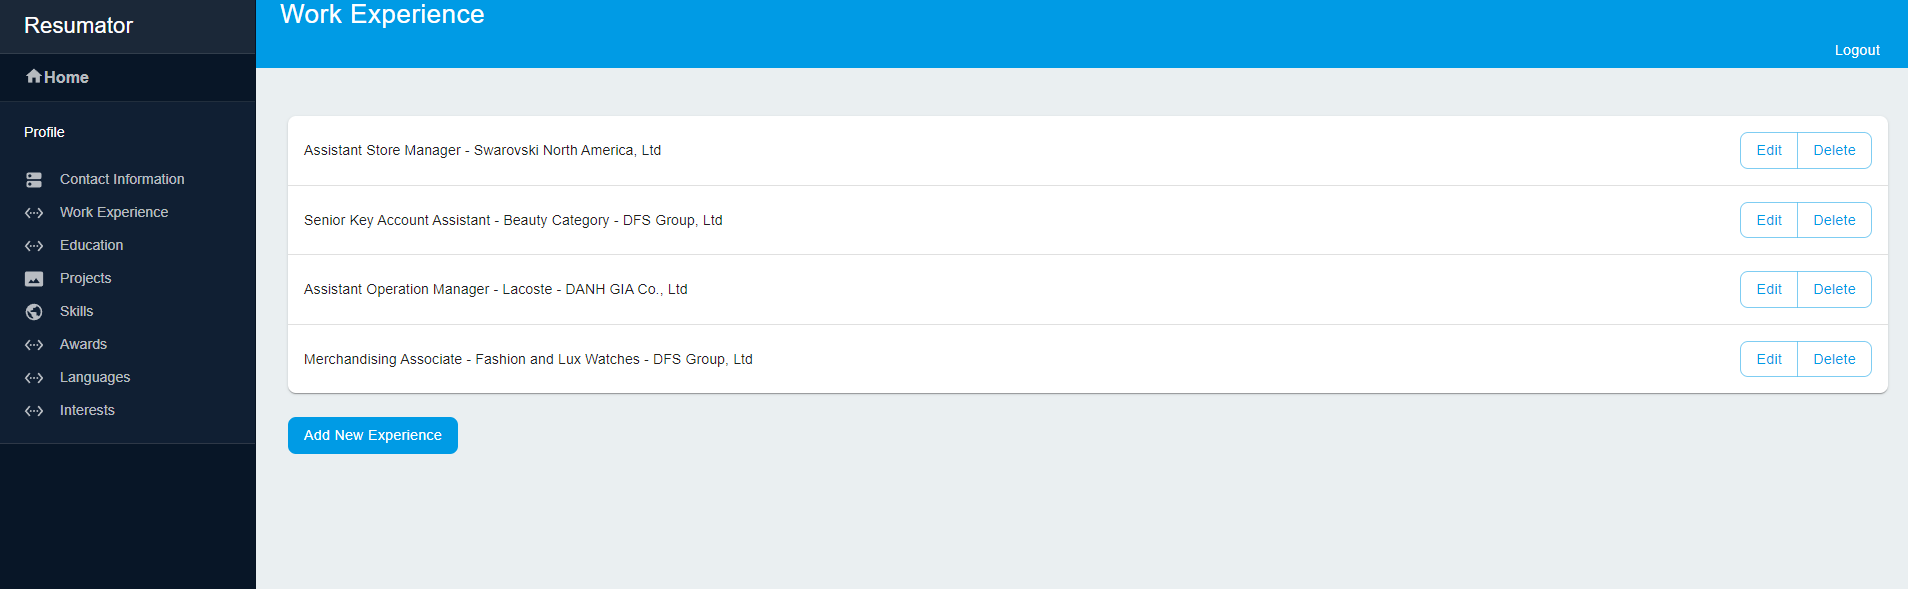 Resumator
Home
Profile
Contact Information
Work Experience
Education
Projects
Skills
Awards
Languages
Interests
Work Experience
Logout
Assistant Store Manager - Swarovski North America, Ltd
Edit Delete
Senior Key Account Assistant - Beauty Category - DFS Group, Ltd
Edit Delete
Assistant Operation Manager - Lacoste - DANH GIA Co., Ltd
Edit Delete
Merchandising Associate - Fashion and Lux Watches - DFS Group, Ltd
Edit Delete
Add New Experience